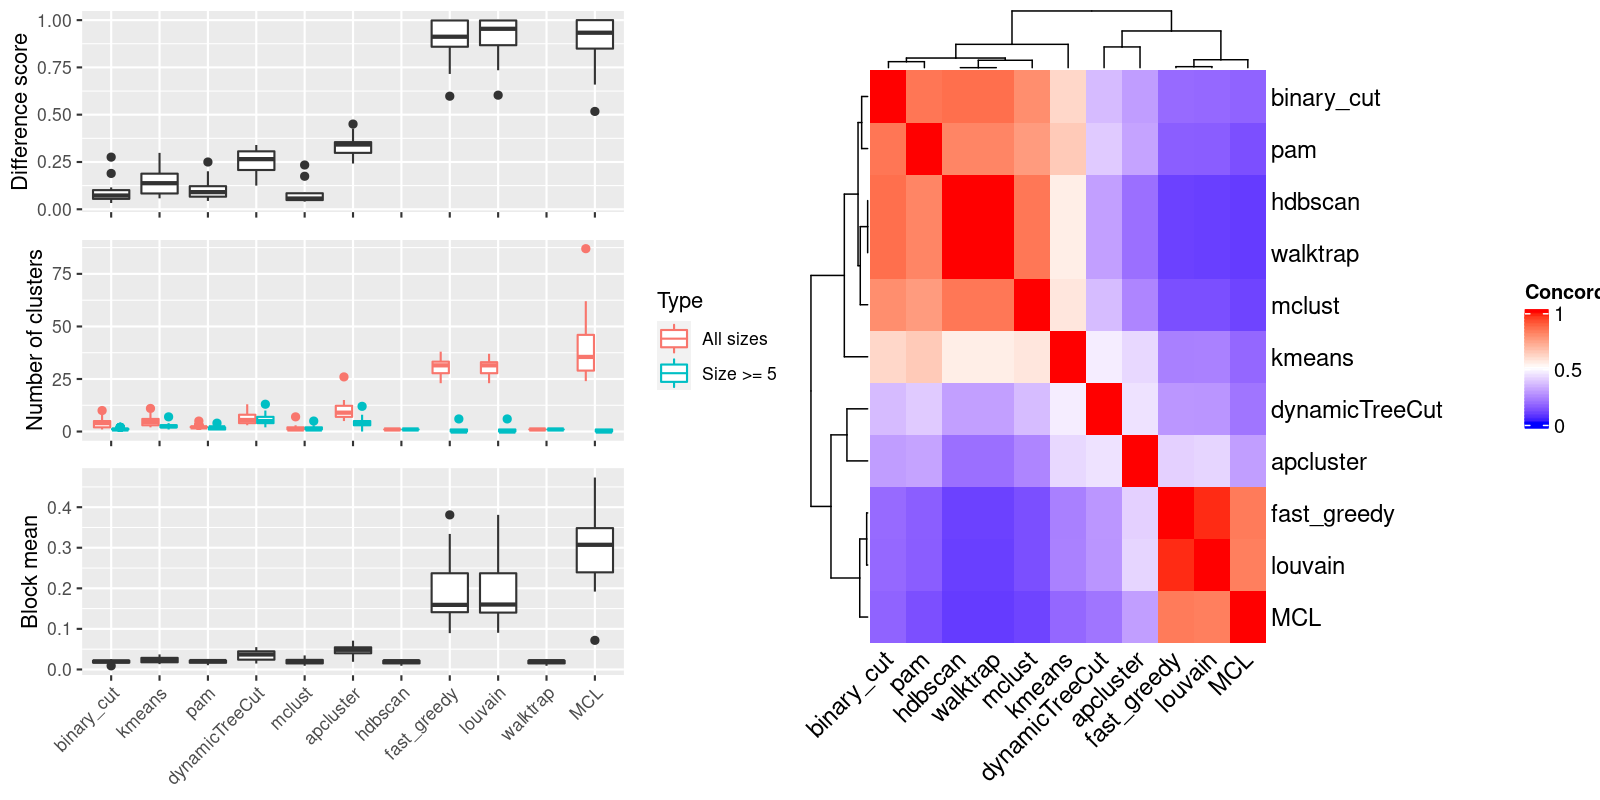 Difference score
1.00
0.75
0.50
0.25
0.00
Number of clusters
75
50
25
0
Block mean
0.4
0.3
0.2
0.1
0.0
binary_cut
kmeans
pam
dynamicTreeCut
mclust
apcluster
hdbscan
fast_greedy
louvain
walktrap
MCL
Type
All sizes
Size >= 5
binary_cut
pam
hdbscan
walktrap
mclust
kmeans
dynamicTreeCut
apcluster
fast_greedy
louvain
MCL
binary_cut
pam
hdbscan
walktrap
mclust
kmeans
dynamicTreeCut
apcluster
fast_greedy
louvain
MCL
Concord
1
0.5
0